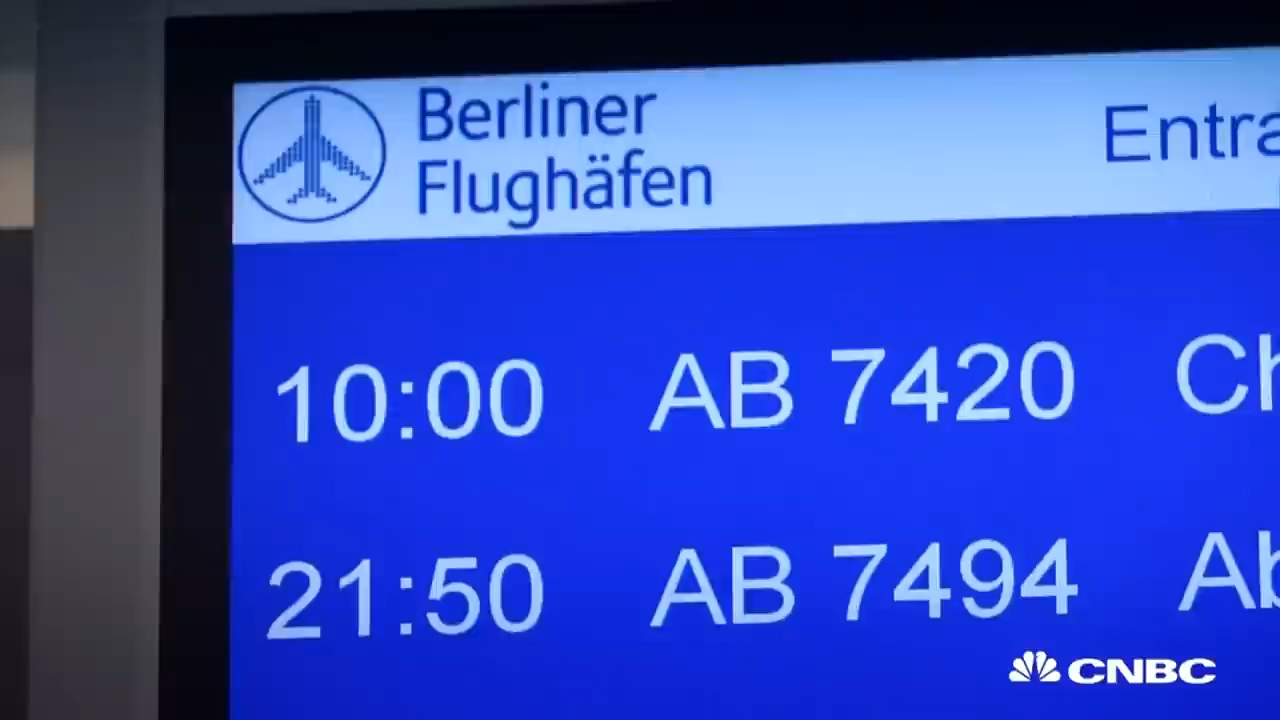 Berliner
Flughäfen
10:00 AB 7420
21:50 AB 7494
CNBC